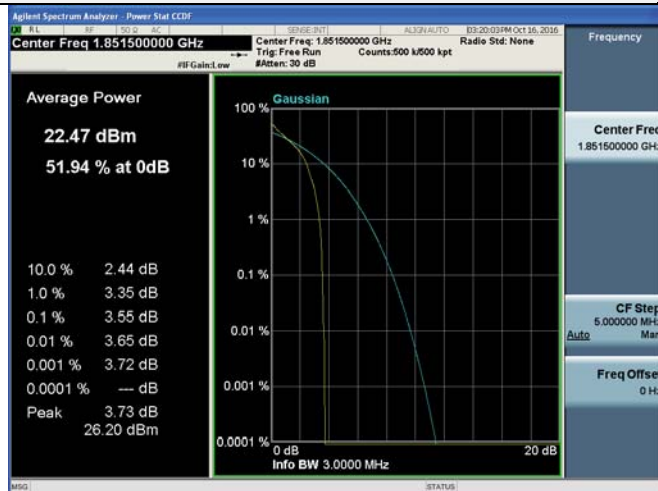 Agilent Spectrum Analyzer - Power Stat CCDF
RL RF 50 Ω AC SENSE:INT ALIGN AUTO 03:20:03 PM Oct 16, 2016
Center Freq 1.851500000 GHz
Center Freq: 1.851500000 GHz Radio Std: None
Trig: Free Run Counts:500 k/500 kpt
#IFGain:Low #Atten: 30 dB
Frequency
Average Power
22.47 dBm
51.94 % at 0dB
10.0 % 2.44 dB
1.0 % 3.35 dB
0.1 % 3.55 dB
0.01 % 3.65 dB
0.001 % 3.72 dB
0.0001 % --- dB
Peak 3.73 dB
26.20 dBm
Gaussian
100 %
10 %
1 %
0.1 %
0.01 %
0.001 %
0.0001 %
0 dB 20 dB
Info BW 3.0000 MHz
Center Freq
1.851500000 GHz
CF Step
5.000000 MHz
Auto Man
Freq Offse
0 Hz
MSG STATUS